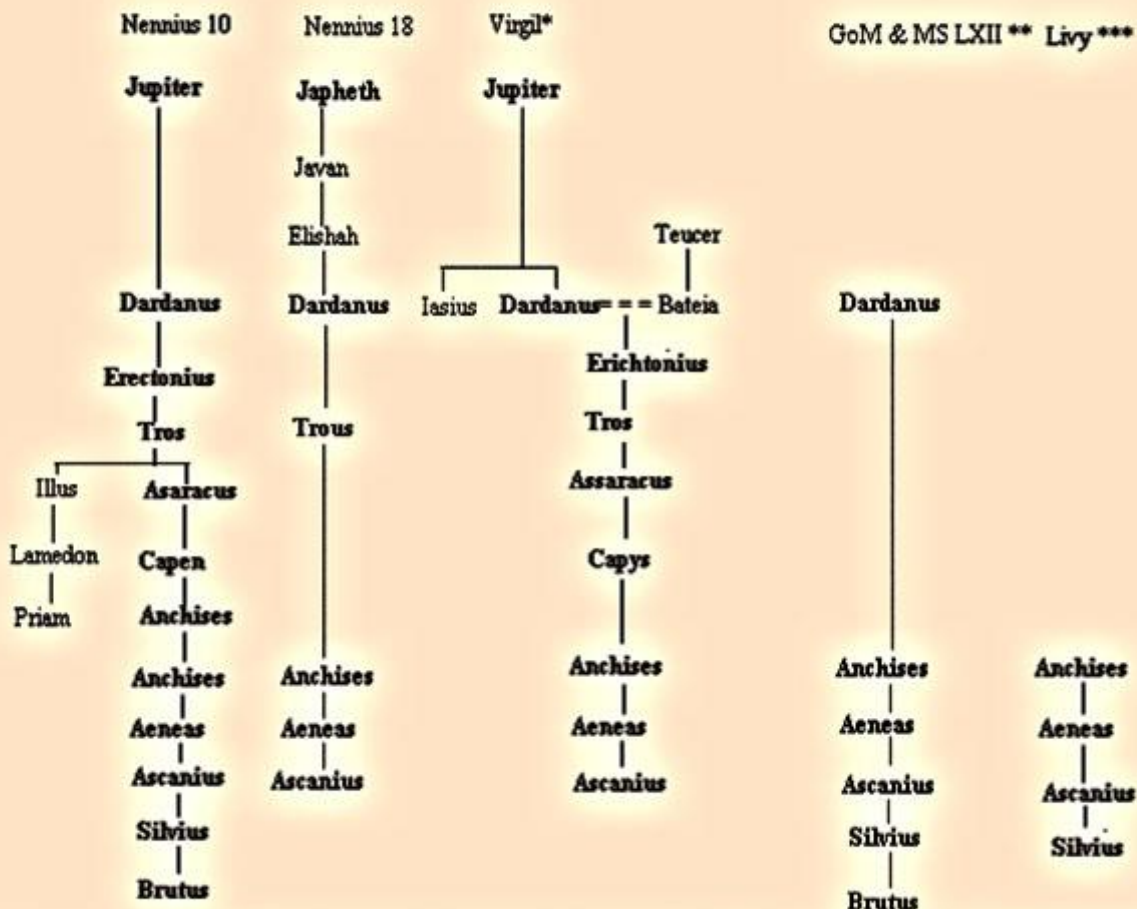 Nennius 10 Nennius 18 Virgil* GoM & MS LXII ** Livy ***
Jupiter Japheth Jupiter
Javan
Elishah Teucer
Dardanus Dardanus Iasius Dardanus = = = Bateia Dardanus
Erectonius Erichtonius
Tros Trous Tros
Illus Asaracus Assaracus
Lamedon Capen Capys
Priam Anchises
Anchises Anchises Anchises Anchises Anchises
Aeneas Aeneas Aeneas Aeneas Aeneas
Ascanius Ascanius Ascanius Ascanius Ascanius
Silvius Silvius Silvius
Brutus Brutus